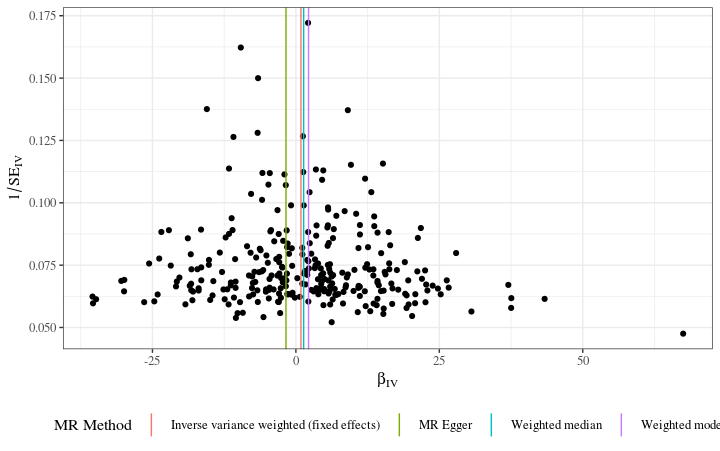 0.175
0.150
0.125
0.100
0.075
0.050
1/SE_IV
-25
0
25
50
β_IV
MR Method
Inverse variance weighted (fixed effects)
MR Egger
Weighted median
Weighted mode